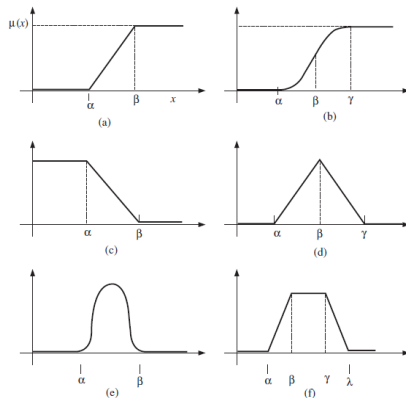 μ(x)
α β x
(a)
α β γ
(b)
α β
(c)
α β γ
(d)
α β
(e)
α β γ λ
(f)